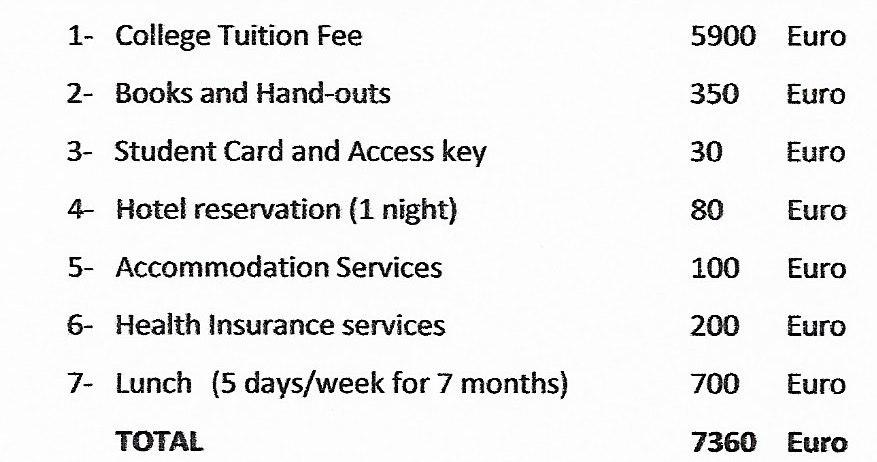 1- College Tuition Fee 5900 Euro
2- Books and Hand-outs 350 Euro
3- Student Card and Access key 30 Euro
4- Hotel reservation (1 night) 80 Euro
5- Accommodation Services 100 Euro
6- Health Insurance services 200 Euro
7- Lunch (5 days/week for 7 months) 700 Euro
TOTAL 7360 Euro